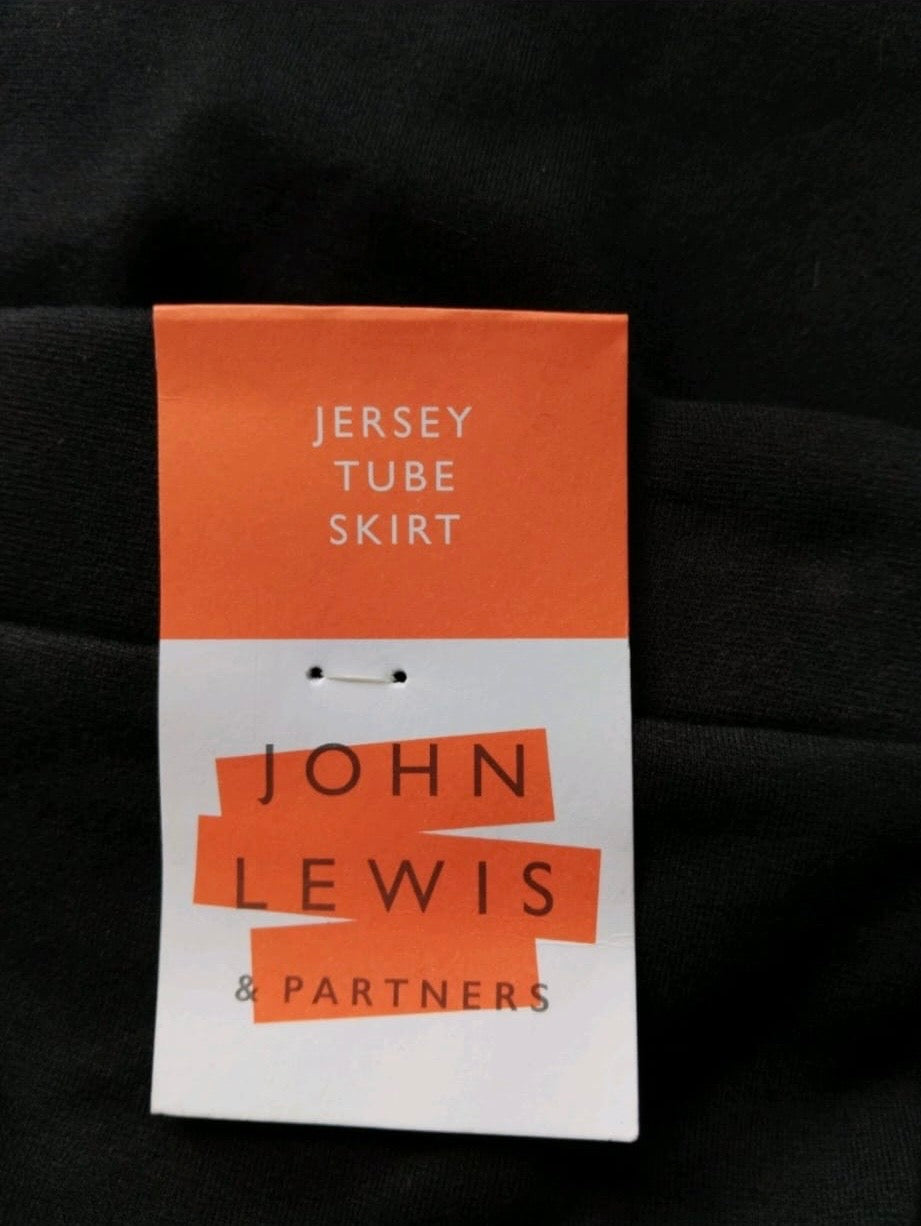 JERSEY
TUBE
SKIRT
JOHN
LEWIS
& PARTNERS